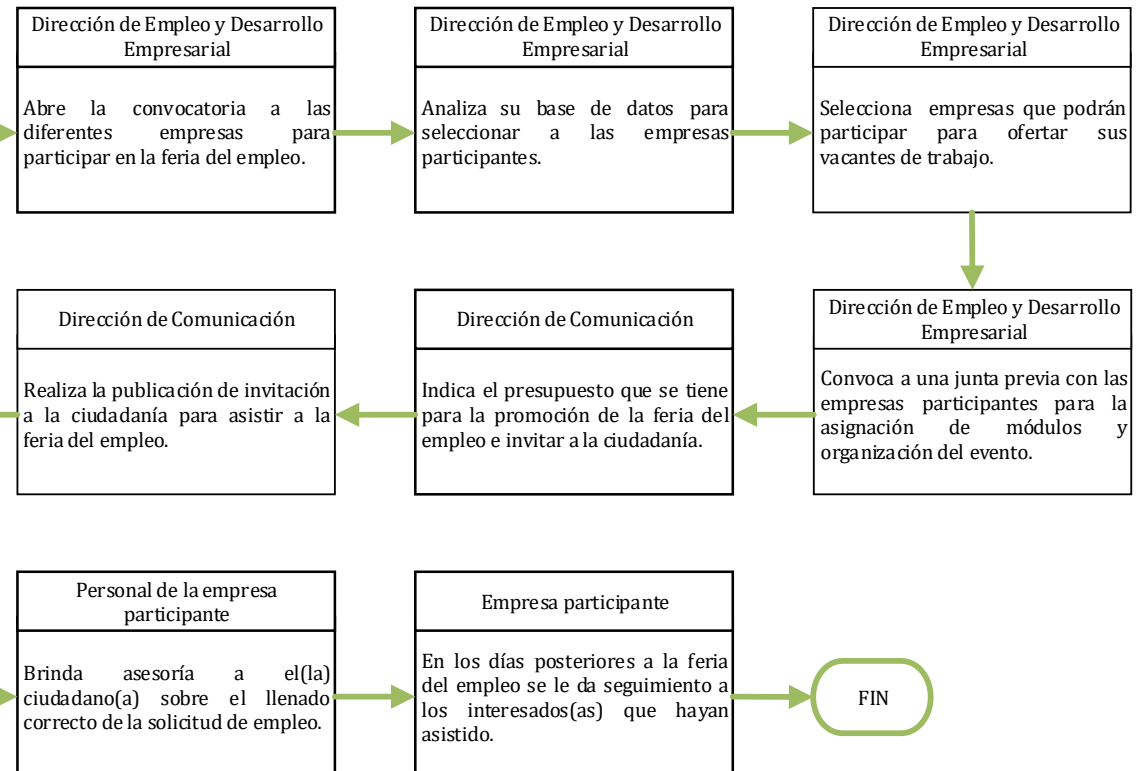 Dirección de Empleo y Desarrollo
Empresarial
Abre la convocatoria a las
diferentes empresas para
participar en la feria del empleo.
Dirección de Empleo y Desarrollo
Empresarial
Analiza su base de datos para
seleccionar a las empresas
participantes.
Dirección de Empleo y Desarrollo
Empresarial
Selecciona empresas que podrán
participar para ofertar sus
vacantes de trabajo.
Dirección de Empleo y Desarrollo
Empresarial
Convoca a una junta previa con las
empresas participantes para la
asignación de módulos y
organización del evento.
Dirección de Comunicación
Indica el presupuesto que se tiene
para la promoción de la feria del
empleo e invitar a la ciudadanía.
Dirección de Comunicación
Realiza la publicación de invitación
a la ciudadanía para asistir a la
feria del empleo.
Personal de la empresa
participante
Brinda asesoría a el(la)
ciudadano(a) sobre el llenado
correcto de la solicitud de empleo.
Empresa participante
En los días posteriores a la feria
del empleo se le da seguimiento a
los interesados(as) que hayan
asistido.
FIN